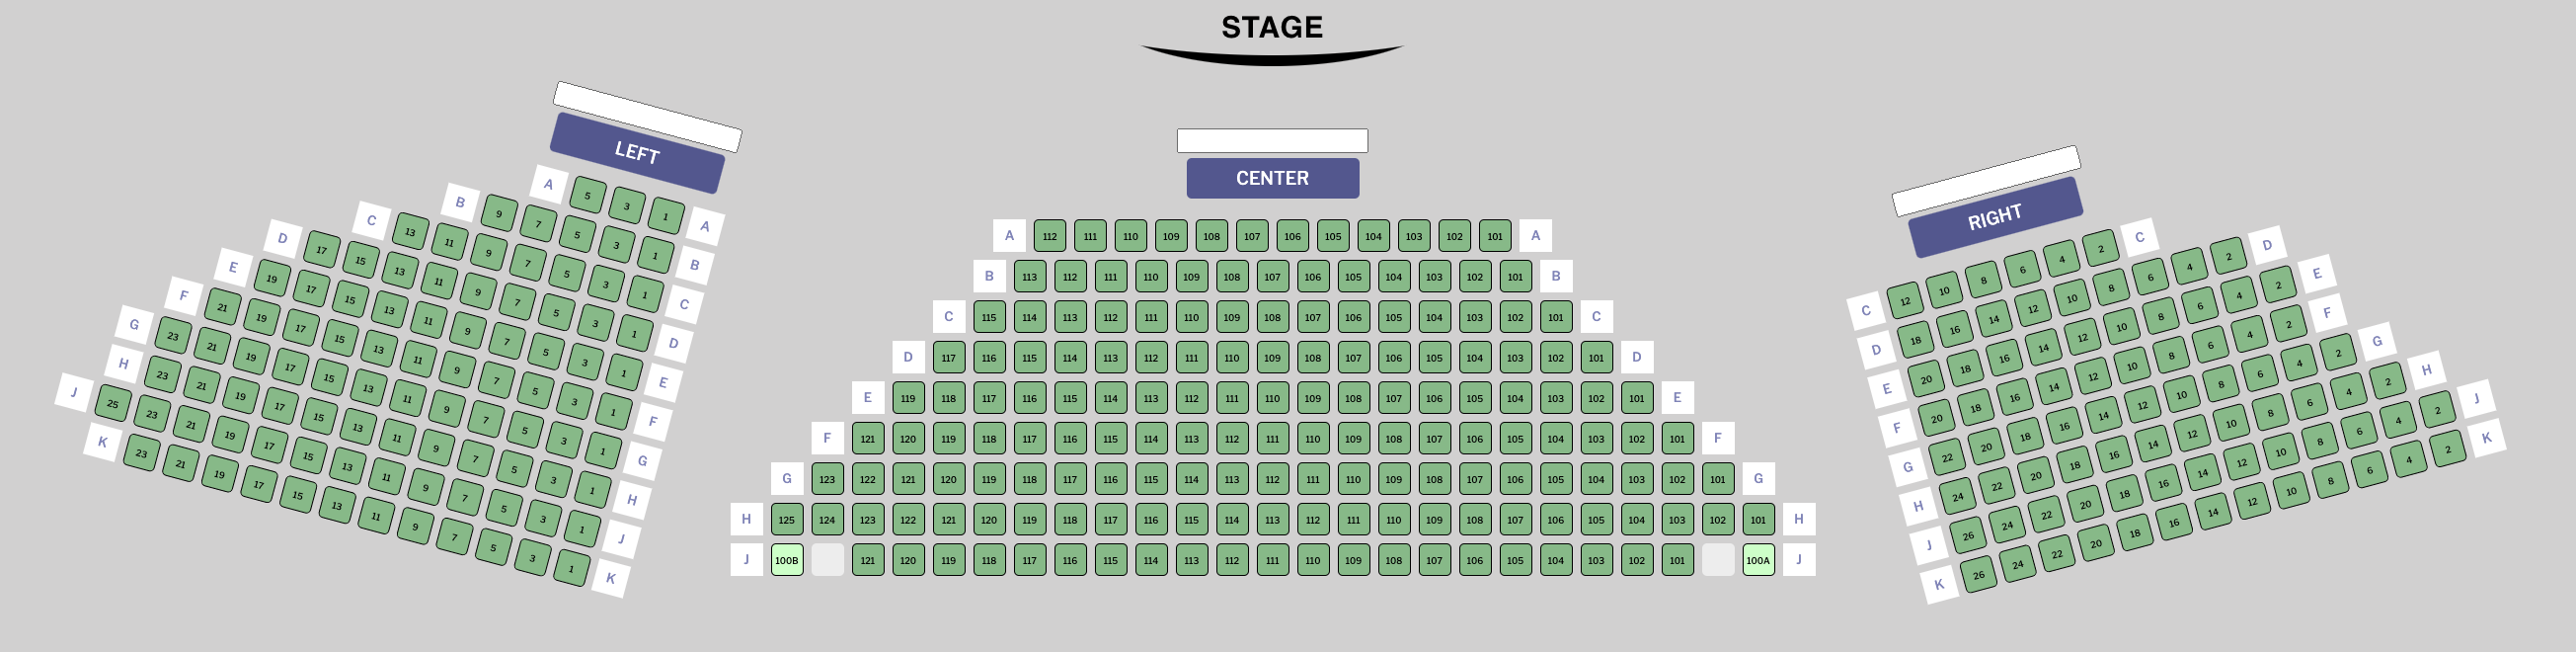 STAGE
LEFT
A 5 3 1 A
B 9 7 5 3 1 B
C 13 11 9 7 5 3 1 C
D 17 15 13 11 9 7 5 3 1 D
E 19 17 15 13 11 9 7 5 3 1 E
F 21 19 17 15 13 11 9 7 5 3 1 F
G 23 21 19 17 15 13 11 9 7 5 3 1 G
H 23 21 19 17 15 13 11 9 7 5 3 1 H
J 25 23 21 19 17 15 13 11 9 7 5 3 1 J
K 23 21 19 17 15 13 11 9 7 5 3 1 K
CENTER
A 112 111 110 109 108 107 106 105 104 103 102 101 A
B 113 112 111 110 109 108 107 106 105 104 103 102 101 B
C 115 114 113 112 111 110 109 108 107 106 105 104 103 102 101 C
D 117 116 115 114 113 112 111 110 109 108 107 106 105 104 103 102 101 D
E 119 118 117 116 115 114 113 112 111 110 109 108 107 106 105 104 103 102 101 E
F 121 120 119 118 117 116 115 114 113 112 111 110 109 108 107 106 105 104 103 102 101 F
G 123 122 121 120 119 118 117 116 115 114 113 112 111 110 109 108 107 106 105 104 103 102 101 G
H 125 124 123 122 121 120 119 118 117 116 115 114 113 112 111 110 109 108 107 106 105 104 103 102 101 H
J 100B 121 120 119 118 117 116 115 114 113 112 111 110 109 108 107 106 105 104 103 102 101 100A J
RIGHT
C 12 10 8 6 4 2 C
D 18 16 14 12 10 8 6 4 2 D
E 20 18 16 14 12 10 8 6 4 2 E
F 20 18 16 14 12 10 8 6 4 2 F
G 22 20 18 16 14 12 10 8 6 4 2 G
H 24 22 20 18 16 14 12 10 8 6 4 2 H
J 26 24 22 20 18 16 14 12 10 8 6 4 2 J
K 26 24 22 20 18 16 14 12 10 8 6 4 2 K